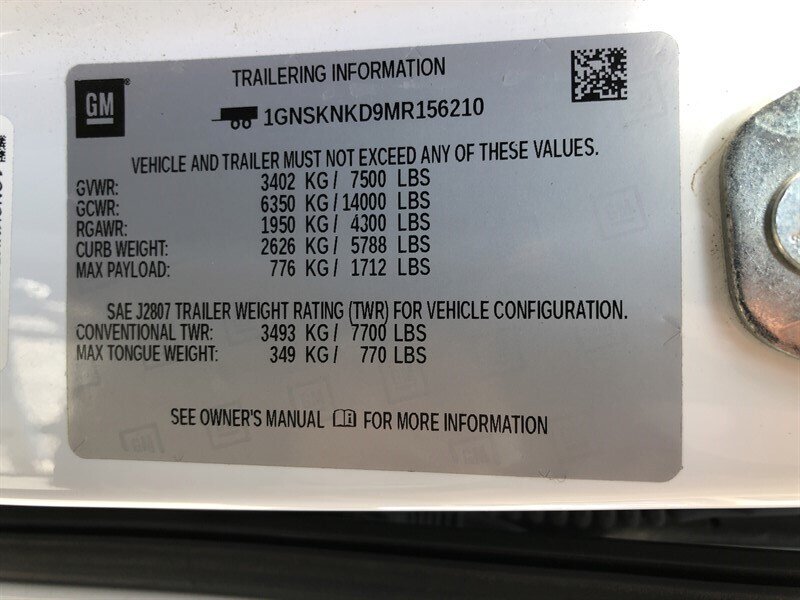 GM
TRAILERING INFORMATION
1GNSKNKD9MR156210
VEHICLE AND TRAILER MUST NOT EXCEED ANY OF THESE VALUES.
GVWR: 3402 KG/ 7500 LBS
GCWR: 6350 KG/14000 LBS
RGAWR: 1950 KG/ 4300 LBS
CURB WEIGHT: 2626 KG/ 5788 LBS
MAX PAYLOAD: 776 KG/ 1712 LBS
SAE J2807 TRAILER WEIGHT RATING (TWR) FOR VEHICLE CONFIGURATION.
CONVENTIONAL TWR: 3493 KG/ 7700 LBS
MAX TONGUE WEIGHT: 349 KG/ 770 LBS
SEE OWNER'S MANUAL FOR MORE INFORMATION